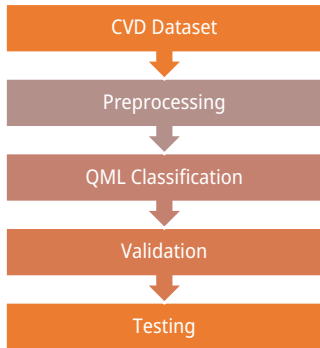 CVD Dataset
Preprocessing
QML Classification
Validation
Testing